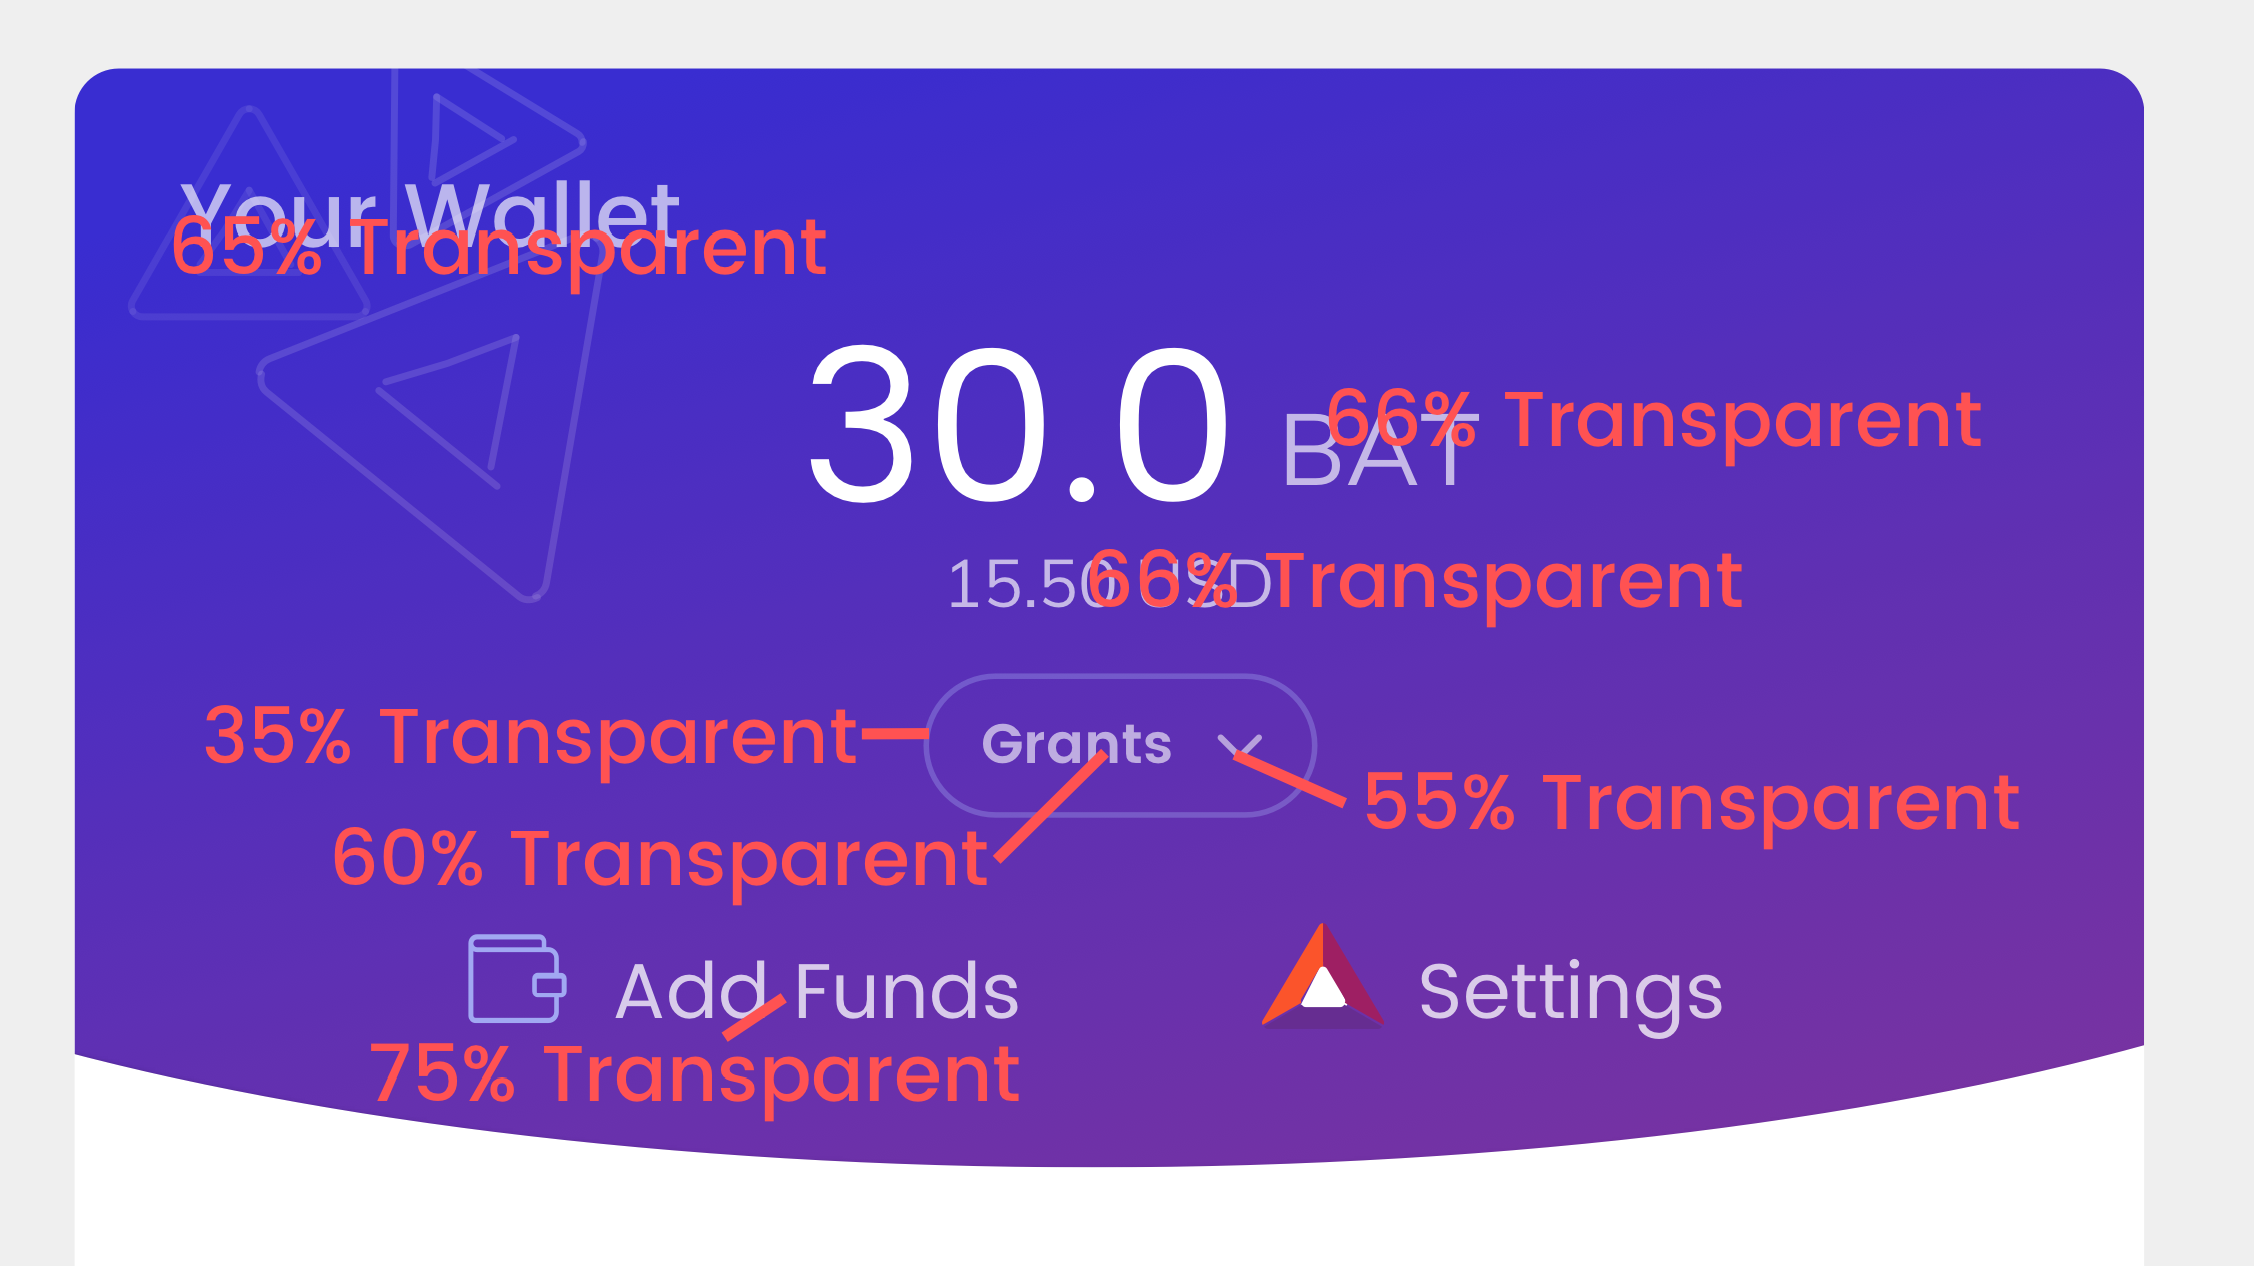 Your Wallet
65% Transparent
30.0 BAT
66% Transparent
15.50 USD
66% Transparent
35% Transparent
Grants
55% Transparent
60% Transparent
Add Funds
Settings
75% Transparent